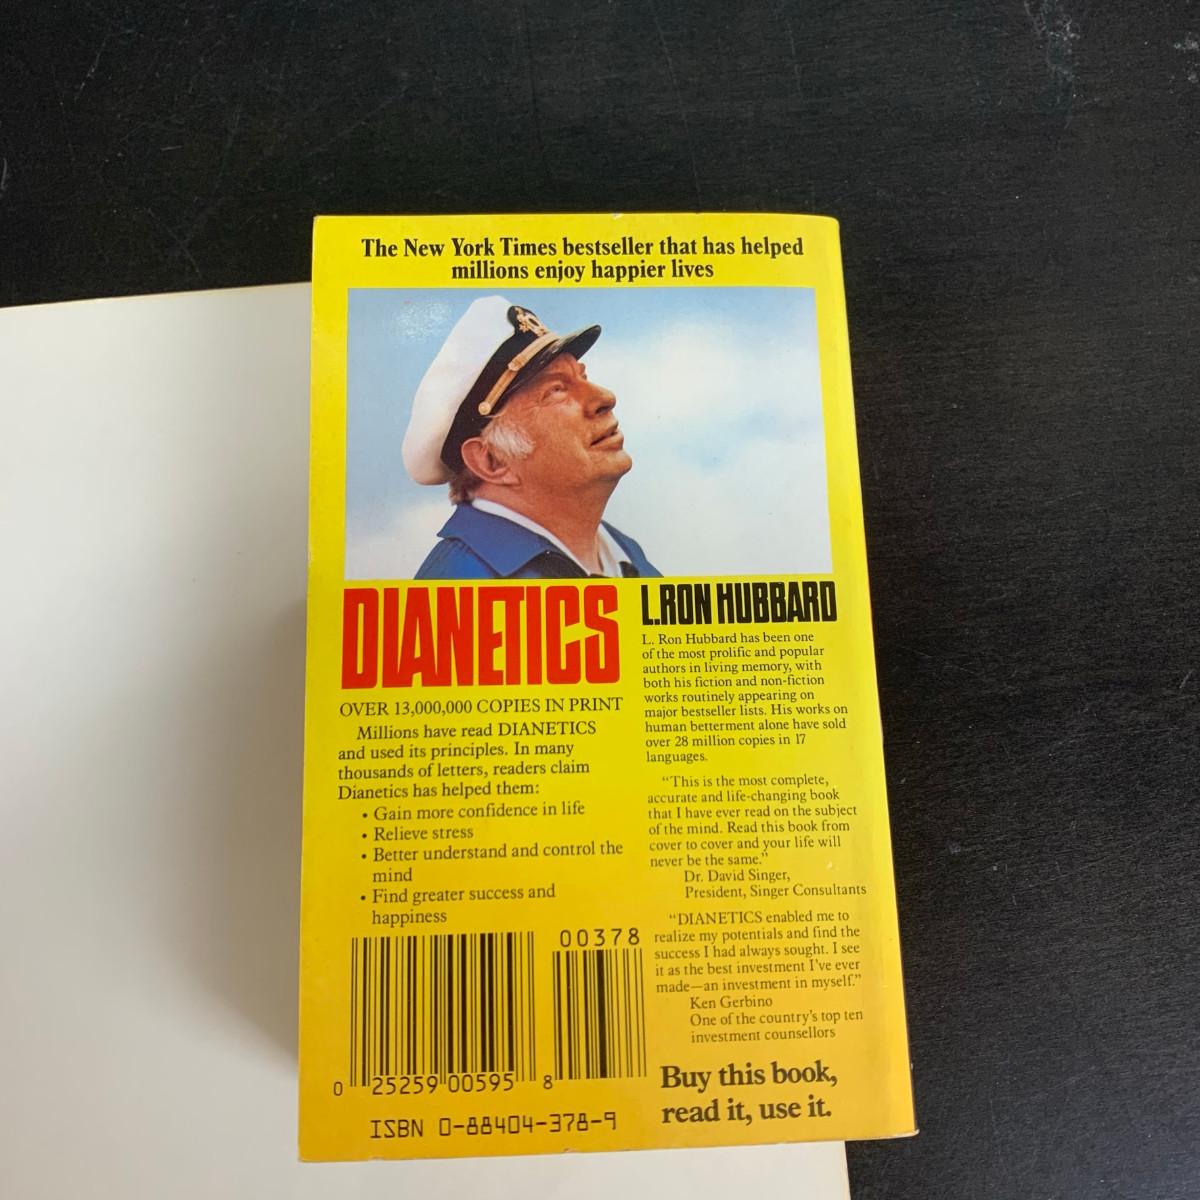 The New York Times bestseller that has helped
millions enjoy happier lives
DIANETICS
OVER 13,000,000 COPIES IN PRINT
Millions have read DIANETICS
and used its principles. In many
thousands of letters, readers claim
Dianetics has helped them:
• Gain more confidence in life
• Relieve stress
• Better understand and control the
mind
• Find greater success and
happiness
L. RON HUBBARD
L. Ron Hubbard has been one
of the most prolific and popular
authors in living memory, with
both his fiction and non-fiction
works routinely appearing on
major bestseller lists. His works on
human betterment alone have sold
over 28 million copies in 17
languages.
“This is the most complete,
accurate and life-changing book
that I have ever read on the subject
of the mind. Read this book from
cover to cover and your life will
never be the same.”
Dr. David Singer,
President, Singer Consultants
“DIANETICS enabled me to
realize my potentials and find the
success I had always sought. I see
it as the best investment I've ever
made—an investment in myself.”
Ken Gerbino
One of the country's top ten
investment counsellors
Buy this book,
read it, use it.
00378
0 25259 00595 8
ISBN 0-88404-378-9